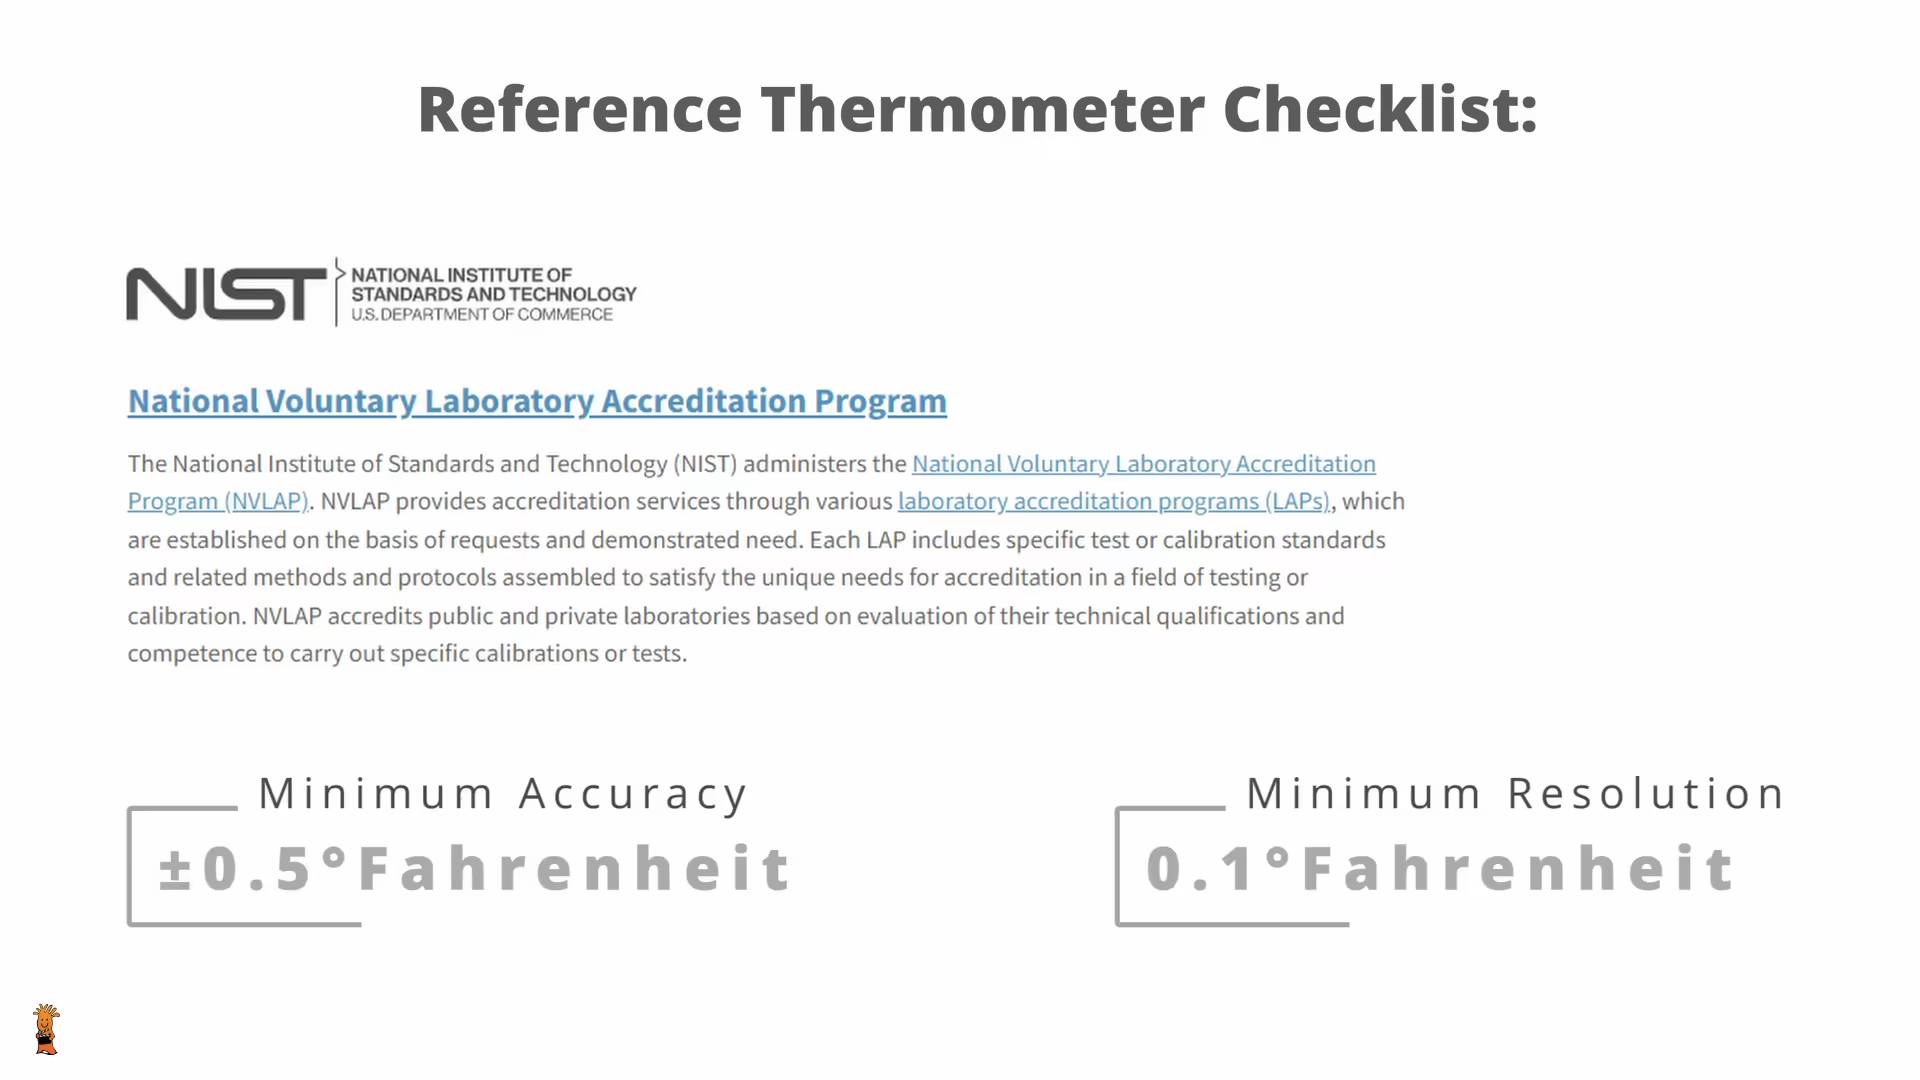 Reference Thermometer Checklist:
NIST
NATIONAL INSTITUTE OF
STANDARDS AND TECHNOLOGY
U.S. DEPARTMENT OF COMMERCE
National Voluntary Laboratory Accreditation Program
The National Institute of Standards and Technology (NIST) administers the National Voluntary Laboratory Accreditation
Program (NVLAP). NVLAP provides accreditation services through various laboratory accreditation programs (LAPs), which
are established on the basis of requests and demonstrated need. Each LAP includes specific test or calibration standards
and related methods and protocols assembled to satisfy the unique needs for accreditation in a field of testing or
calibration. NVLAP accredits public and private laboratories based on evaluation of their technical qualifications and
competence to carry out specific calibrations or tests.
Minimum Accuracy
±0.5°Fahrenheit
Minimum Resolution
0.1°Fahrenheit